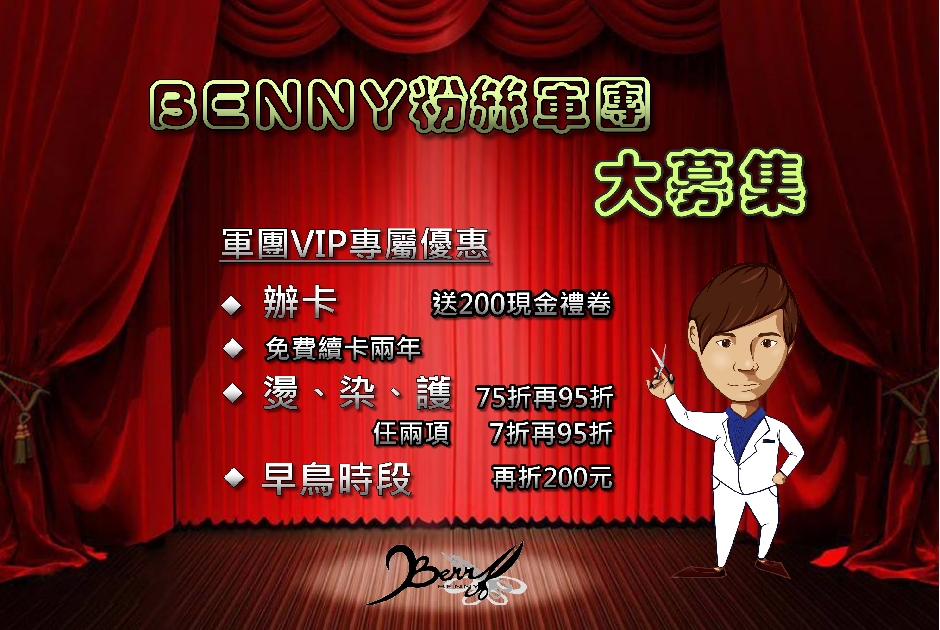 BENNY粉絲軍團
大募集
軍團VIP專屬優惠
辦卡 送200現金禮卷
免費續卡兩年
燙、染、護 75折再95折
任兩項 7折再95折
早鳥時段 再折200元
Benny
BENNY